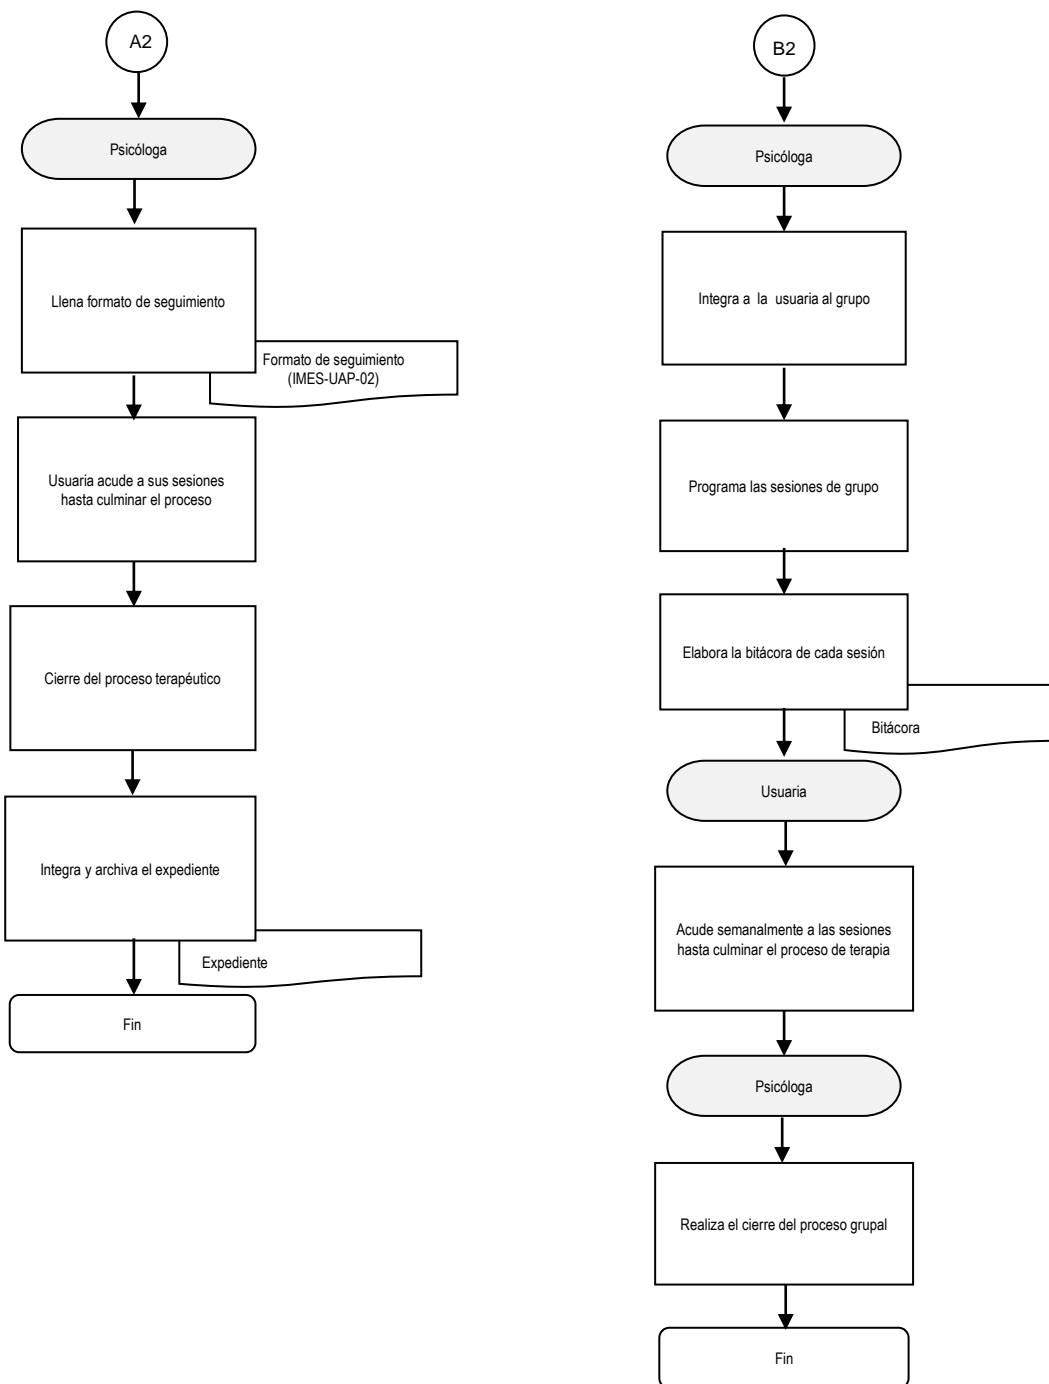 A2
Psicóloga
Llena formato de seguimiento
Formato de seguimiento
(IMES-UAP-02)
Usuaria acude a sus sesiones
hasta culminar el proceso
Cierre del proceso terapéutico
Integra y archiva el expediente
Expediente
Fin
B2
Psicóloga
Integra a la usuaria al grupo
Programa las sesiones de grupo
Elabora la bitácora de cada sesión
Bitácora
Usuaria
Acude semanalmente a las sesiones
hasta culminar el proceso de terapia
Psicóloga
Realiza el cierre del proceso grupal
Fin